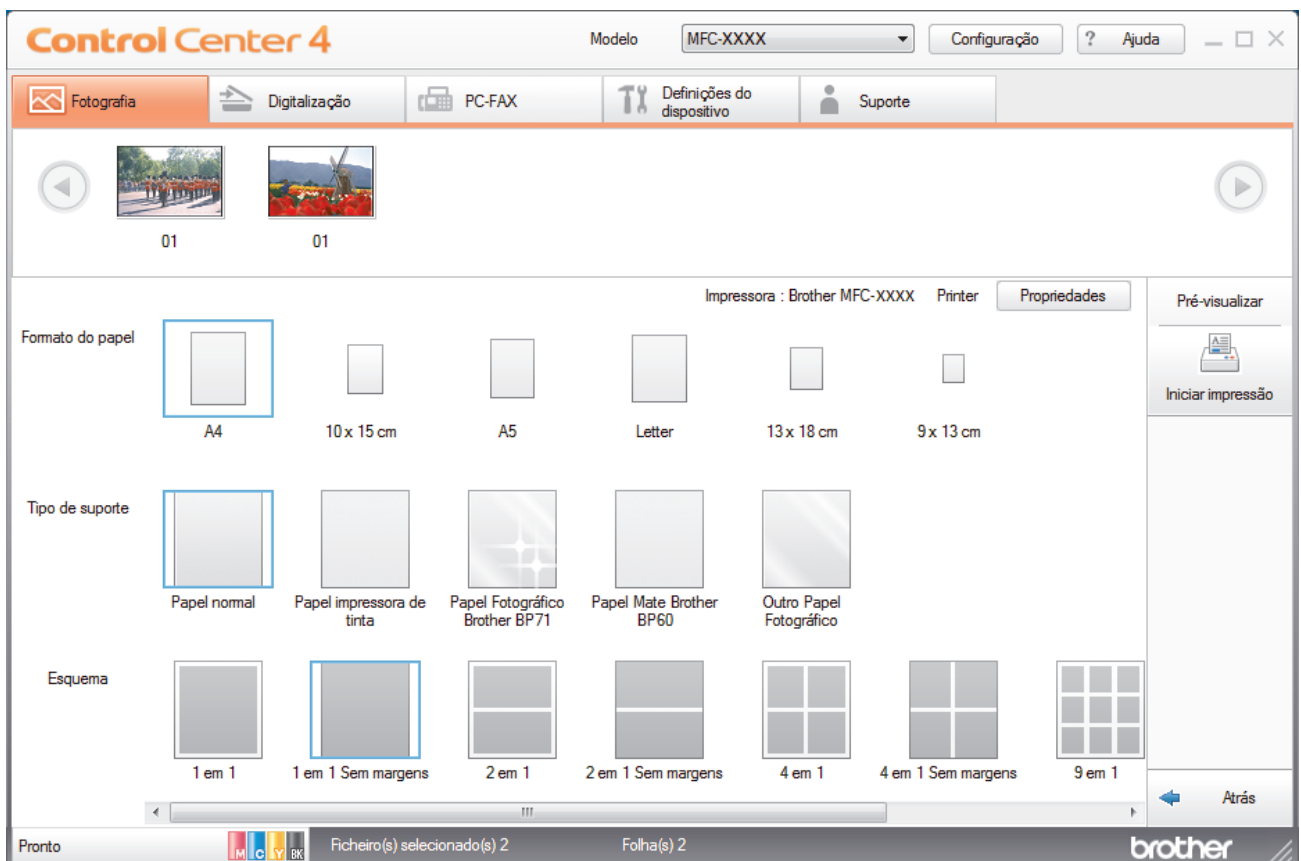 Control Center 4
Modelo
MFC-XXXX
Configuração
? Ajuda
Fotografia
Digitalização
PC-FAX
Definições do
dispositivo
Suporte
01
01
Impressora : Brother MFC-XXXX Printer
Propriedades
Pré-visualizar
Iniciar impressão
Formato do papel
A4
10 x 15 cm
A5
Letter
13 x 18 cm
9 x 13 cm
Tipo de suporte
Papel normal
Papel impressora de
tinta
Papel Fotográfico
Brother BP71
Papel Mate Brother
BP60
Outro Papel
Fotográfico
Esquema
1 em 1
1 em 1 Sem margens
2 em 1
2 em 1 Sem margens
4 em 1
4 em 1 Sem margens
9 em 1
Atrás
Pronto
M C Y BK
Ficheiro(s) selecionado(s) 2
Folha(s) 2
brother